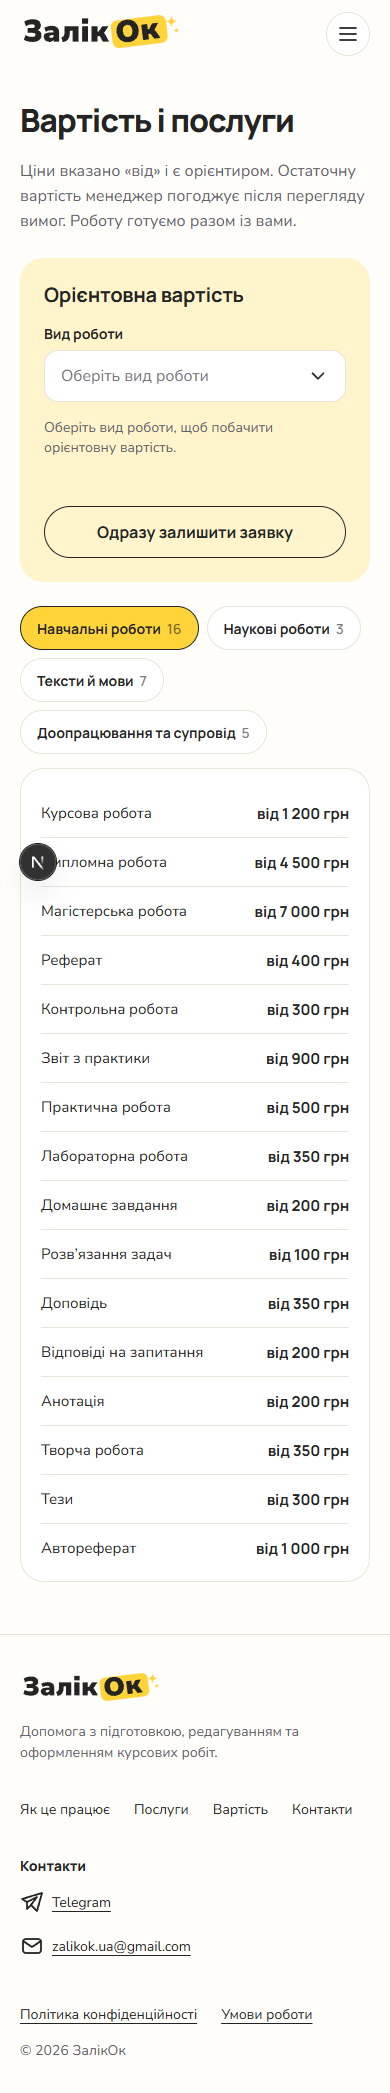 ЗалікОк
Вартість і послуги
Ціни вказано «від» і є орієнтиром. Остаточну
вартість менеджер погоджує після перегляду
вимог. Роботу готуємо разом із вами.
Орієнтовна вартість
Вид роботи
Оберіть вид роботи
Оберіть вид роботи, щоб побачити
орієнтовну вартість.
Одразу залишити заявку
Навчальні роботи 16
Наукові роботи 3
Тексти й мови 7
Доопрацювання та супровід 5
Курсова робота від 1 200 грн
N ипломна робота від 4 500 грн
Магістерська робота від 7 000 грн
Реферат від 400 грн
Контрольна робота від 300 грн
Звіт з практики від 900 грн
Практична робота від 500 грн
Лабораторна робота від 350 грн
Домашнє завдання від 200 грн
Розв’язання задач від 100 грн
Доповідь від 350 грн
Відповіді на запитання від 200 грн
Анотація від 200 грн
Творча робота від 350 грн
Тези від 300 грн
Автореферат від 1 000 грн
ЗалікОк
Допомога з підготовкою, редагуванням та
оформленням курсових робіт.
Як це працює Послуги Вартість Контакти
Контакти
Telegram
zalikok.ua@gmail.com
Політика конфіденційності Умови роботи
© 2026 ЗалікОк